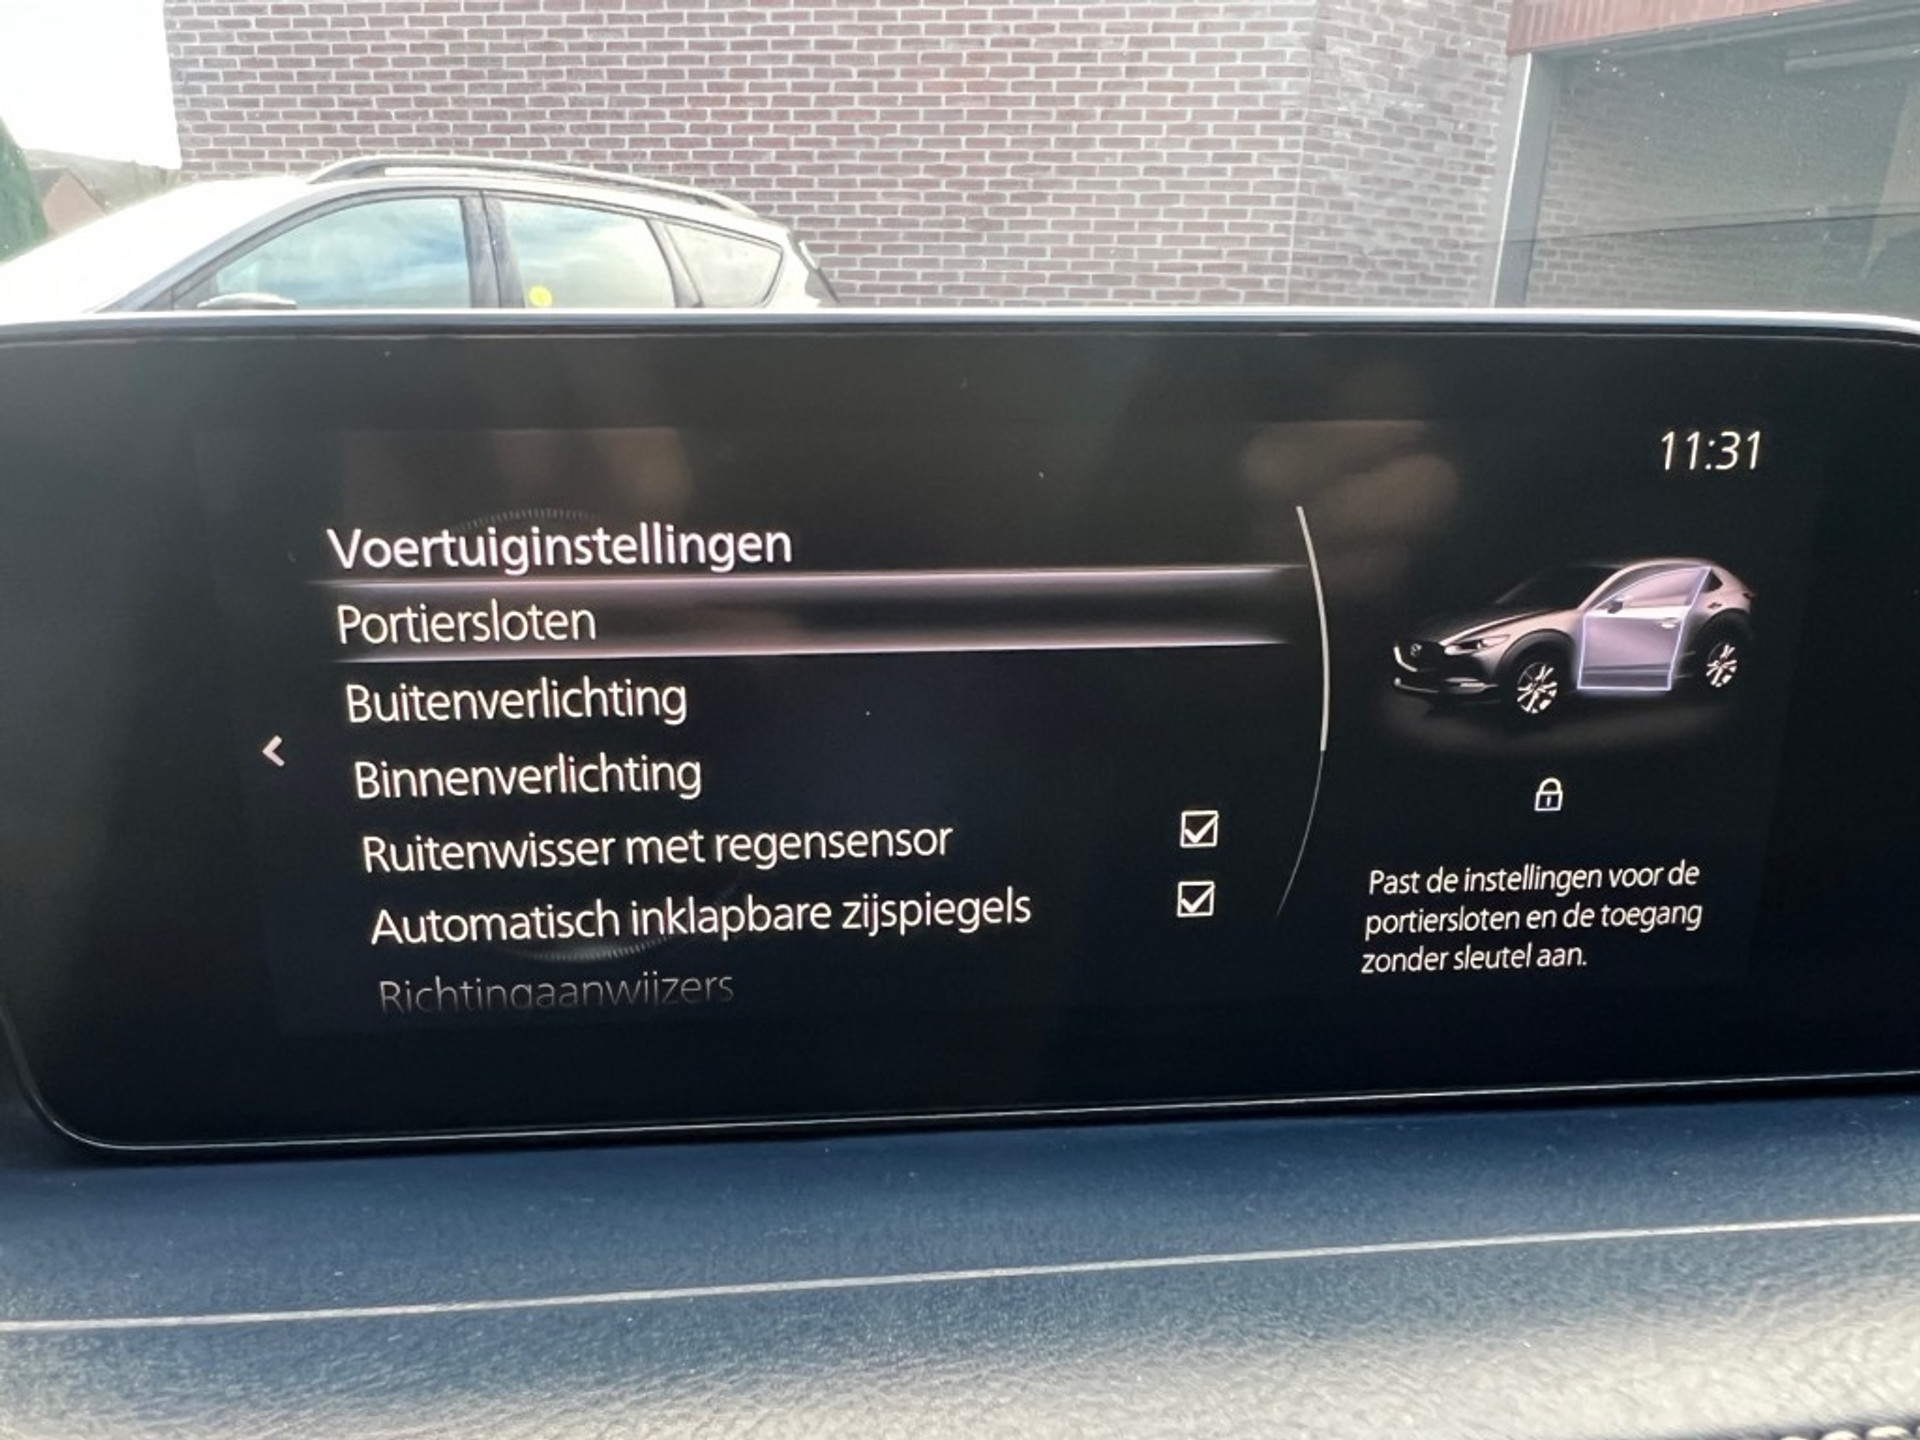 11:31
Voertuiginstellingen
Portiersloten
Buitenverlichting
Binnenverlichting
Ruitenwisser met regensensor
Automatisch inklapbare zijspiegels
Richtingaanwijzers
Past de instellingen voor de
portiersloten en de toegang
zonder sleutel aan.